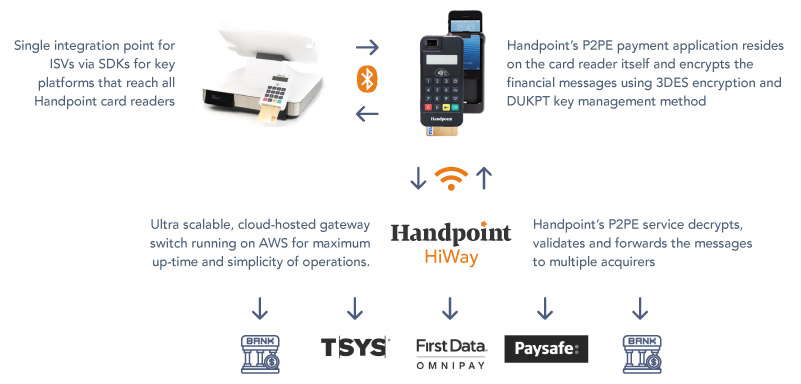 Single integration point for
ISVs via SDKs for key
platforms that reach all
Handpoint card readers
Handpoint's P2PE payment application resides
on the card reader itself and encrypts the
financial messages using 3DES encryption and
DUKPT key management method
Handpoint
Ultra scalable, cloud-hosted gateway
switch running on AWS for maximum
up-time and simplicity of operations.
Handpoint
HiWay
Handpoint's P2PE service decrypts,
validates and forwards the messages
to multiple acquirers
BANK
TSYS®
First Data.
OMNIPAY
Paysafe:
BANK